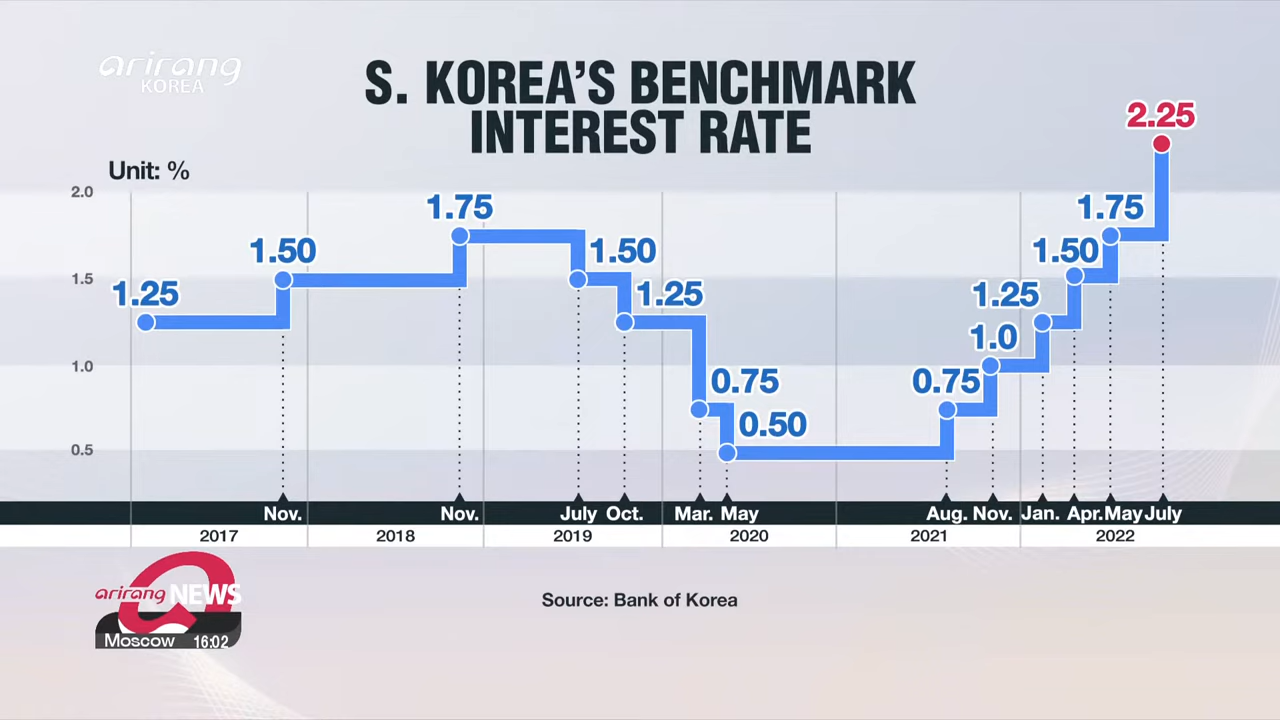 arirang
KOREA
S. KOREA'S BENCHMARK
INTEREST RATE
Unit: %
2.25
2.0
1.75
1.75
1.50
1.50
1.50
1.5
1.25
1.25
1.25
1.0
1.0
0.75
0.75
0.50
0.5
Nov. Nov. July Oct. Mar. May Aug. Nov. Jan. Apr. May July
2017 2018 2019 2020 2021 2022
arirang NEWS
Moscow 16:02
Source: Bank of Korea